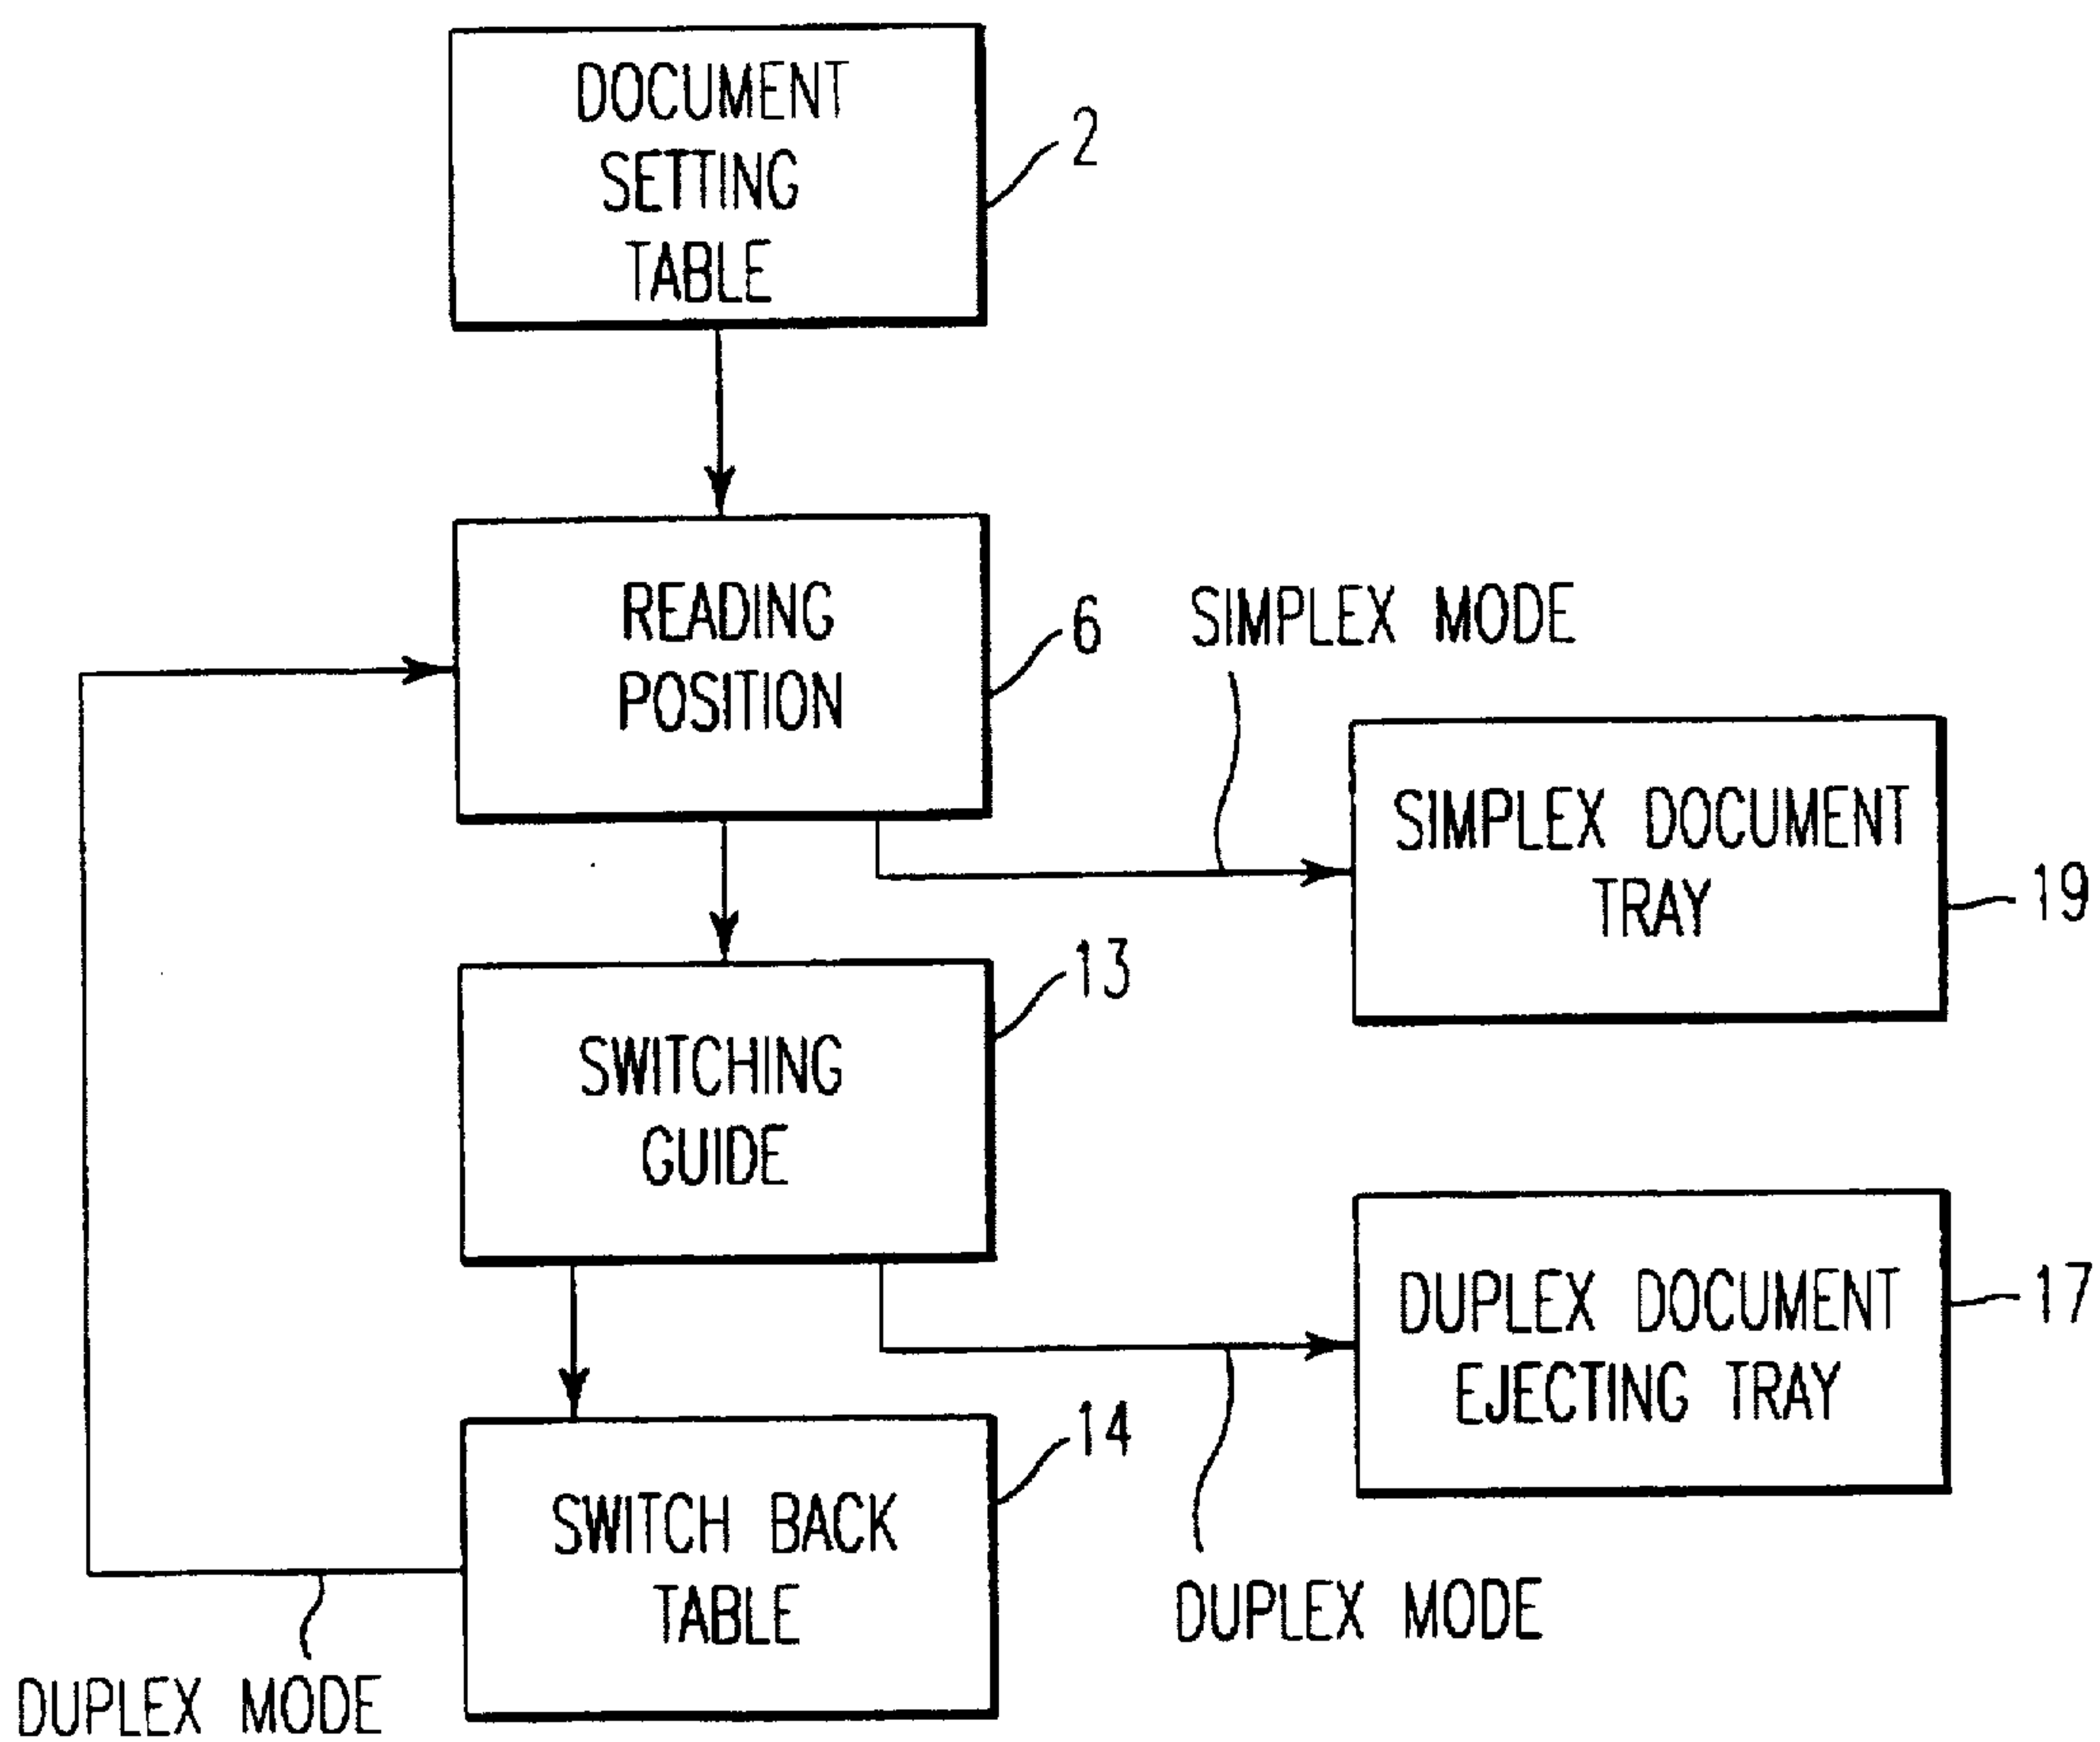 DOCUMENT
SETTING
TABLE
2
READING
POSITION
6
SIMPLEX MODE
SIMPLEX DOCUMENT
TRAY
19
SWITCHING
GUIDE
13
DUPLEX DOCUMENT
EJECTING TRAY
17
SWITCH BACK
TABLE
14
DUPLEX MODE
DUPLEX MODE